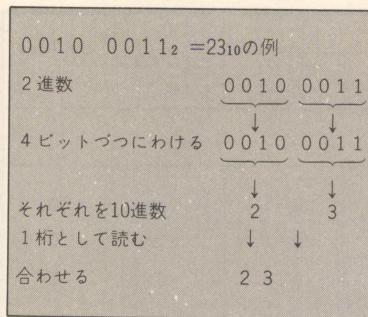 0010 0011₂ =23₁₀の例
2進数 0010 0011
↓ ↓
4ビットづつにわける 0010 0011
↓ ↓
それぞれを10進数 2 3
1桁として読む ↓ ↓
合わせる 2 3